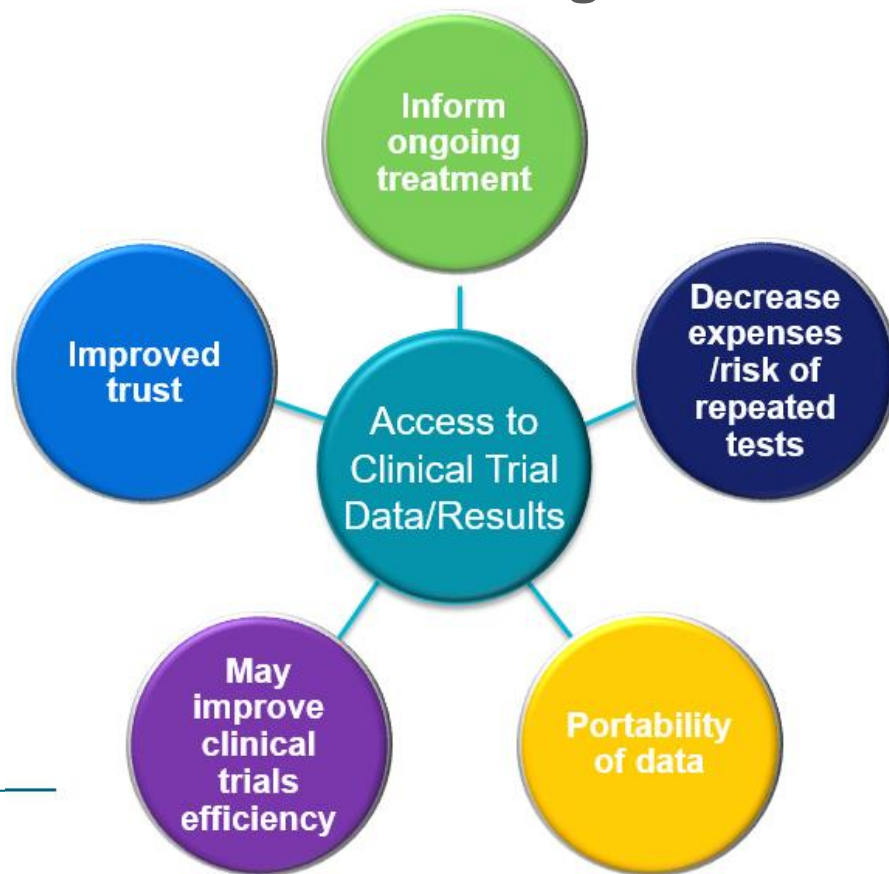 Inform
ongoing
treatment
Decrease
expenses
/risk of
repeated
tests
Improved
trust
Access to
Clinical Trial
Data/Results
May
improve
clinical
trials
efficiency
Portability
of data